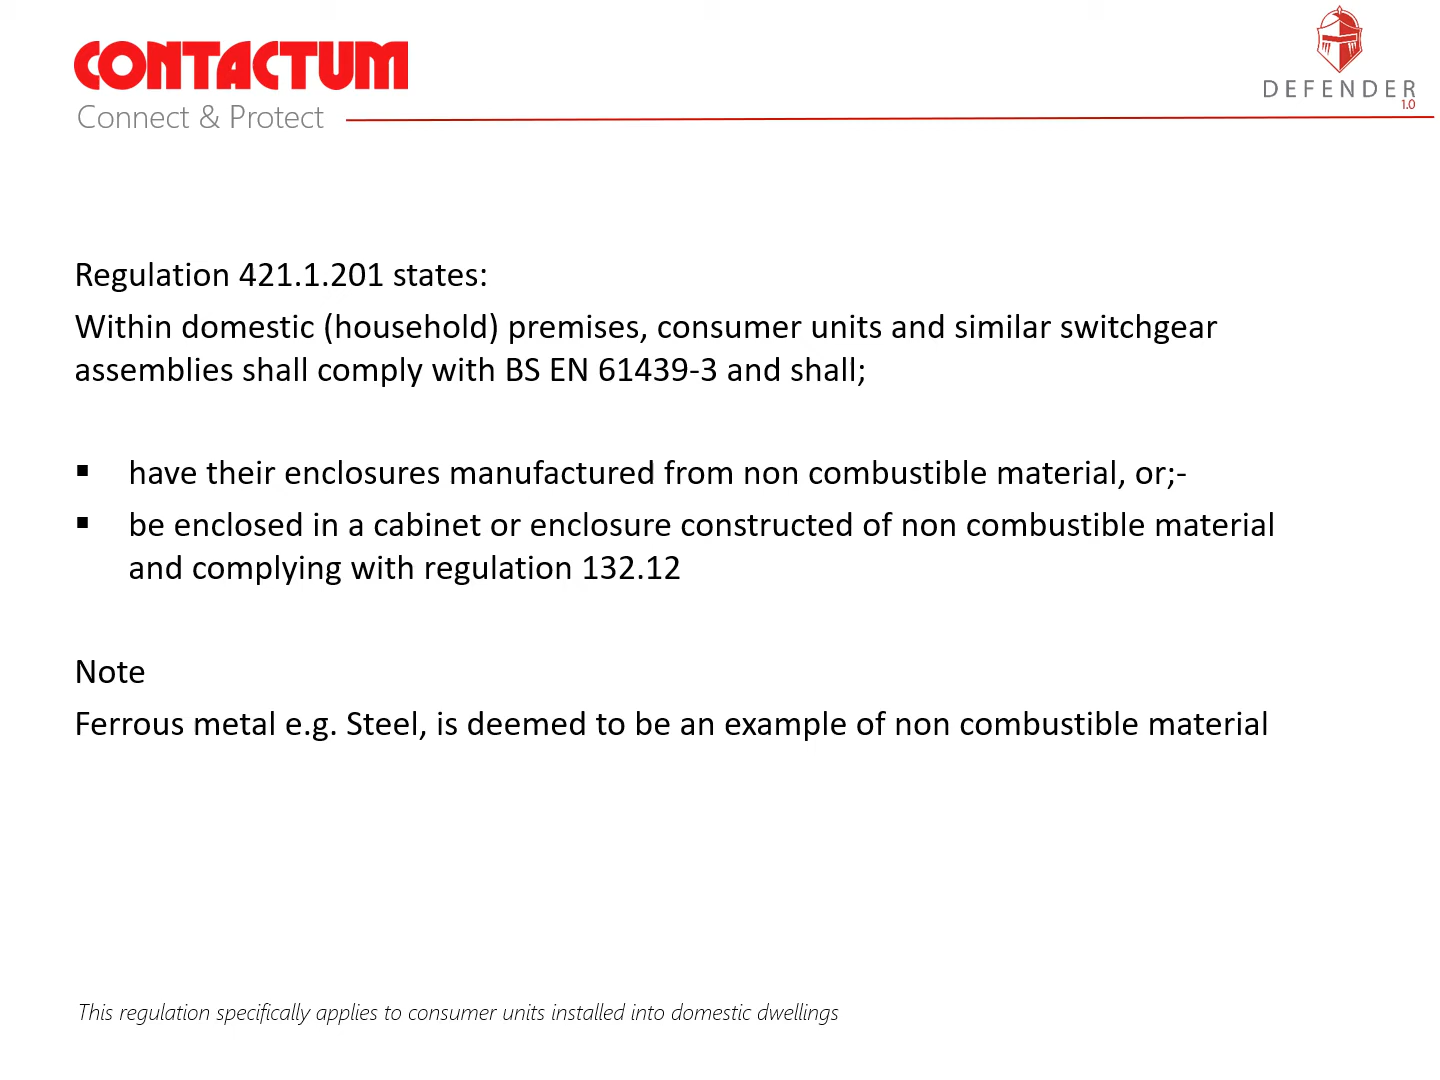 CONTACTUM
Connect & Protect
DEFENDER
1.0
Regulation 421.1.201 states:
Within domestic (household) premises, consumer units and similar switchgear
assemblies shall comply with BS EN 61439-3 and shall;
▪ have their enclosures manufactured from non combustible material, or;-
▪ be enclosed in a cabinet or enclosure constructed of non combustible material
and complying with regulation 132.12
Note
Ferrous metal e.g. Steel, is deemed to be an example of non combustible material
This regulation specifically applies to consumer units installed into domestic dwellings